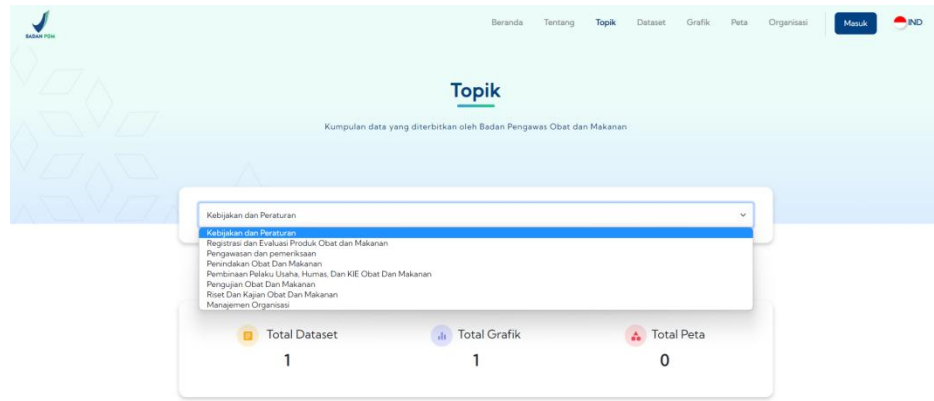 BADAN POM
Beranda Tentang Topik Dataset Grafik Peta Organisasi Masuk IND
Topik
Kumpulan data yang diterbitkan oleh Badan Pengawas Obat dan Makanan
Kebijakan dan Peraturan
Kebijakan dan Peraturan
Registrasi dan Evaluasi Produk Obat dan Makanan
Pengawasan dan pemeriksaan
Penindakan Obat Dan Makanan
Pembinaan Pelaku Usaha, Humas, Dan KIE Obat Dan Makanan
Pengujian Obat Dan Makanan
Riset Dan Kajian Obat Dan Makanan
Manajemen Organisasi
Total Dataset Total Grafik Total Peta
1 1 0